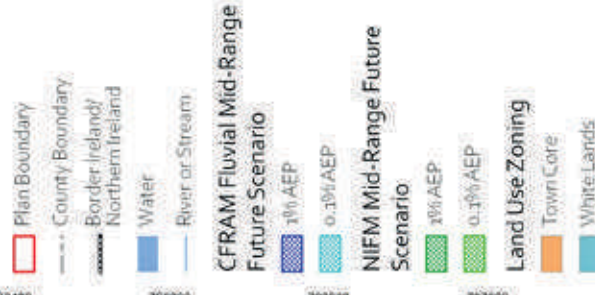 Plan Boundary
County Boundary
Border Ireland/
Northern Ireland
Water
River or Stream
CFRAM Fluvial Mid-Range
Future Scenario
1% AEP
0.1% AEP
NIFM Mid-Range Future
Scenario
1% AEP
0.1% AEP
Land Use Zoning
Town Core
White Lands